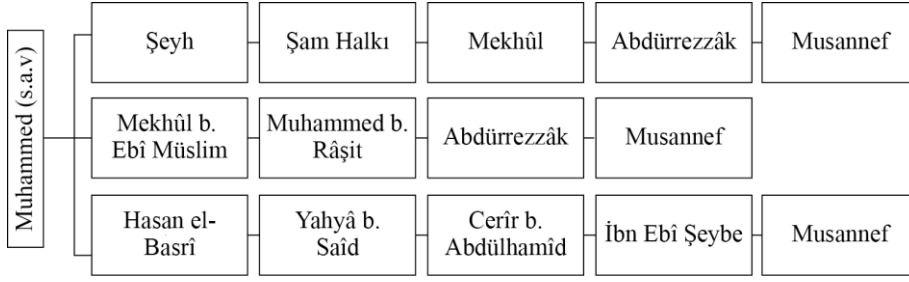 Muhammed (s.a.v)
Şeyh
Şam Halkı
Mekhûl
Abdürrezzâk
Musannef
Mekhûl b.
Ebî Müslim
Muhammed b.
Râşit
Abdürrezzâk
Musannef
Hasan el-
Basrî
Yahyâ b.
Saîd
Cerîr b.
Abdülhamîd
İbn Ebî Şeybe
Musannef